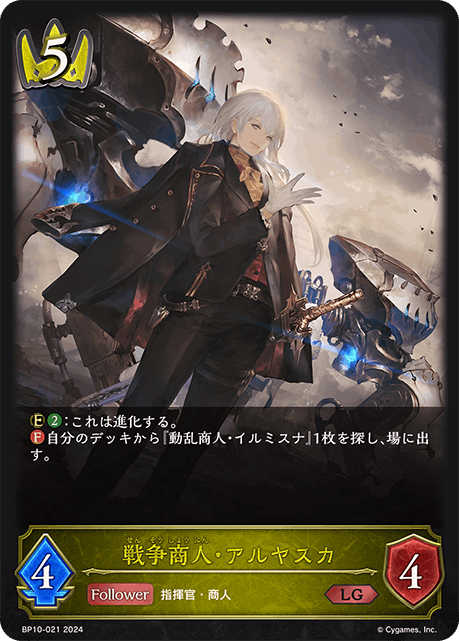 5
E 2:これは進化する。
F 自分のデッキから『動乱商人・イルミスナ』1枚を探し、場に出
す。
せん そう しょう にん
戦争商人・アルヤスカ
4
Follower 指揮官・商人
LG
4
BP10-021 2024
© Cygames, Inc.